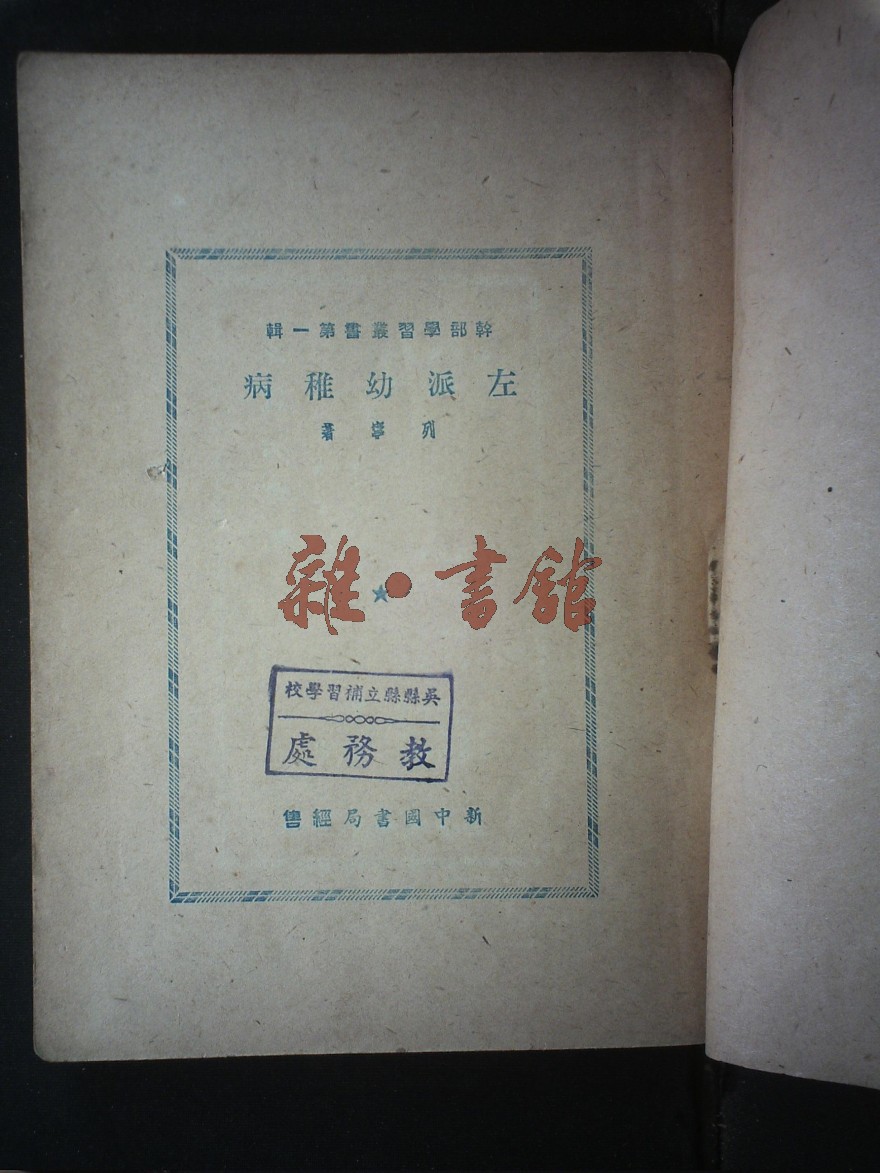 幹部學習叢書第一輯
左派幼稚病
列寧著
雜·書館
吳縣縣立補習學校
教務處
新中國書局經售